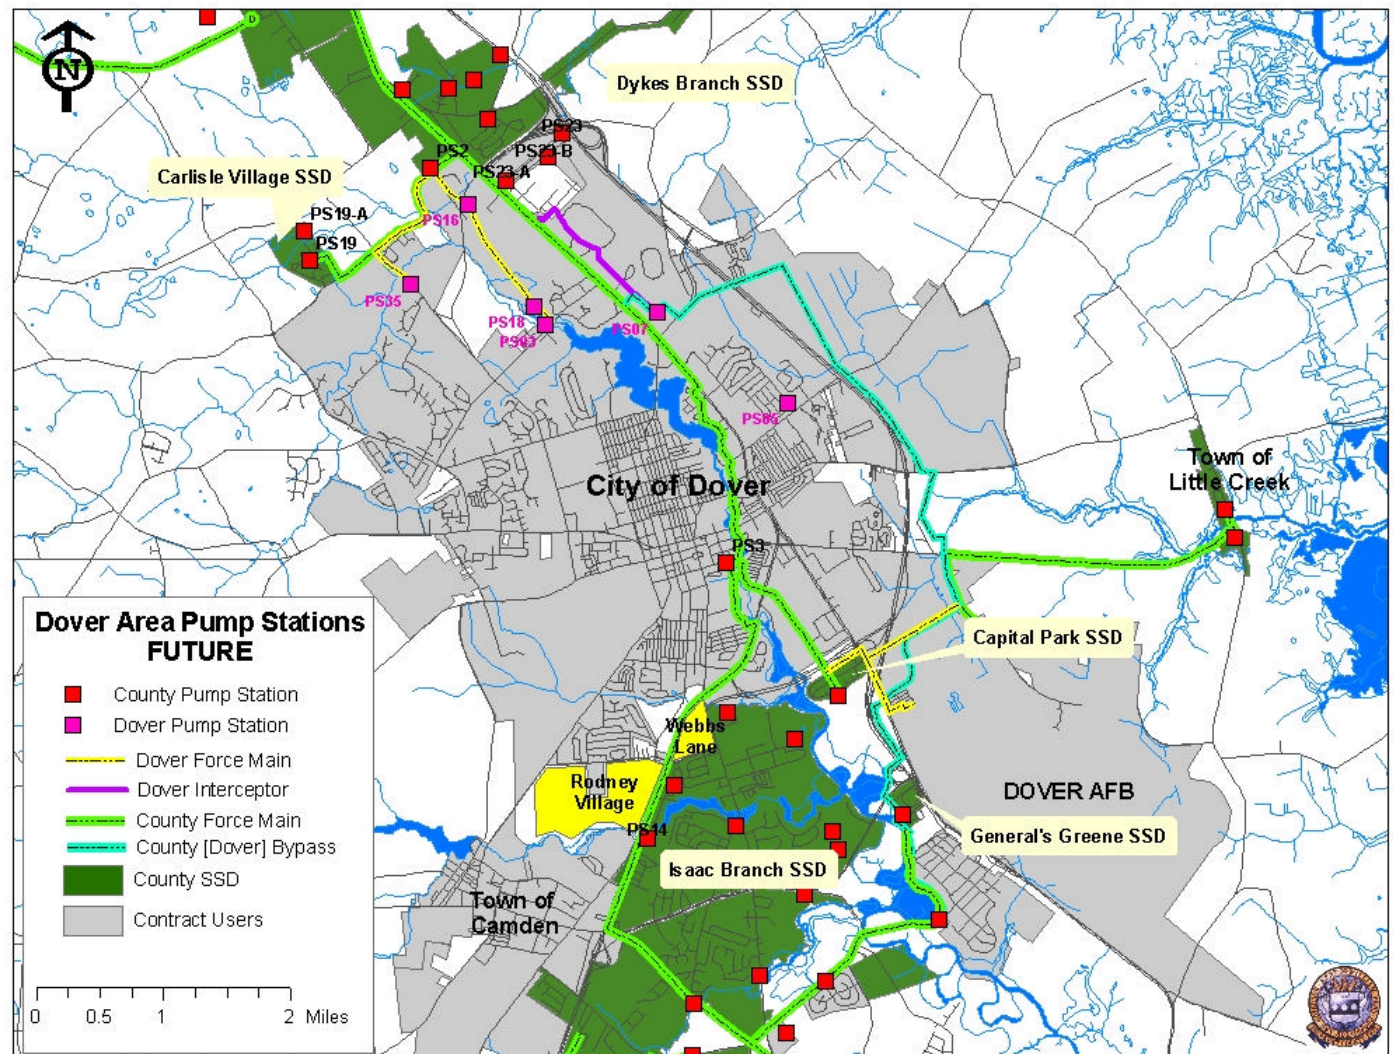 D
N
Dykes Branch SSD
PS23
PS2
PS23-B
Carlisle Village SSD
PS23-A
PS19-A
PS16
PS19
PS35
PS18
PS07
PS03
PS05
City of Dover
Town of
Little Creek
PS3
Dover Area Pump Stations
FUTURE
County Pump Station
Dover Pump Station
Dover Force Main
Dover Interceptor
County Force Main
County [Dover] Bypass
County SSD
Contract Users
0 0.5 1 2 Miles
Capital Park SSD
Webbs
Lane
Rodney
Village
DOVER AFB
PS14
General's Greene SSD
Isaac Branch SSD
Town of
Camden